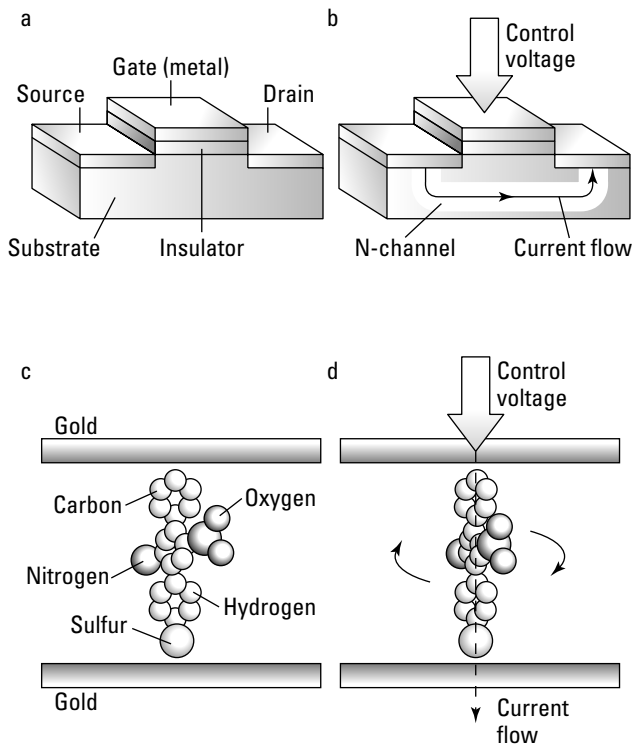 a
Gate (metal)
Source
Drain
Substrate
Insulator
b
Control
voltage
N-channel
Current flow
c
Gold
Carbon
Oxygen
Nitrogen
Hydrogen
Sulfur
Gold
d
Control
voltage
Current
flow